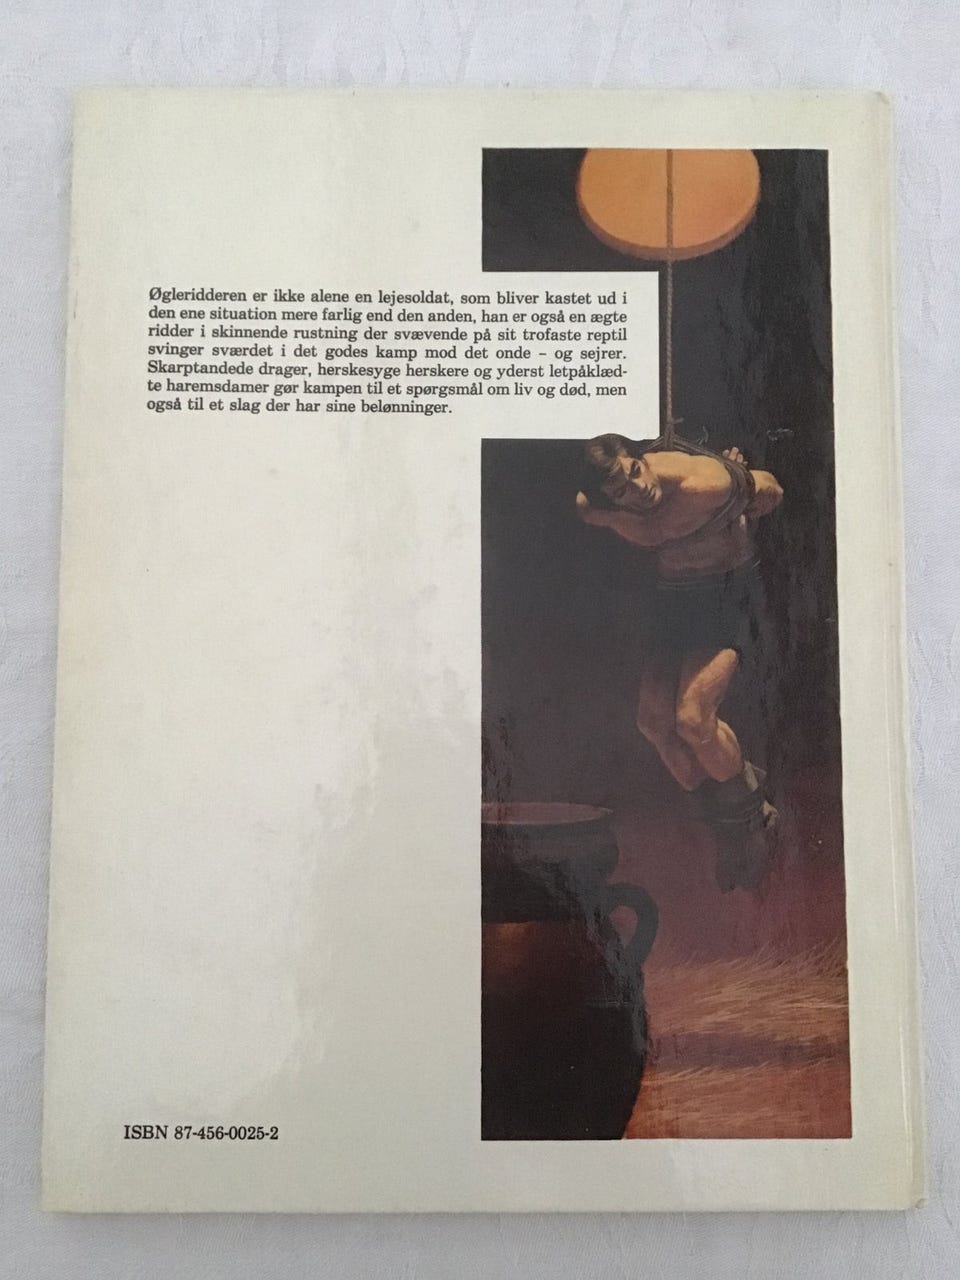 Øgleridderen er ikke alene en lejesoldat, som bliver kastet ud i
den ene situation mere farlig end den anden, han er også en ægte
ridder i skinnende rustning der svævende på sit trofaste reptil
svinger sværdet i det godes kamp mod det onde – og sejrer.
Skarptandede drager, herskesyge herskere og yderst letpåklæd-
te haremsdamer gør kampen til et spørgsmål om liv og død, men
også til et slag der har sine belønninger.
ISBN 87-456-0025-2